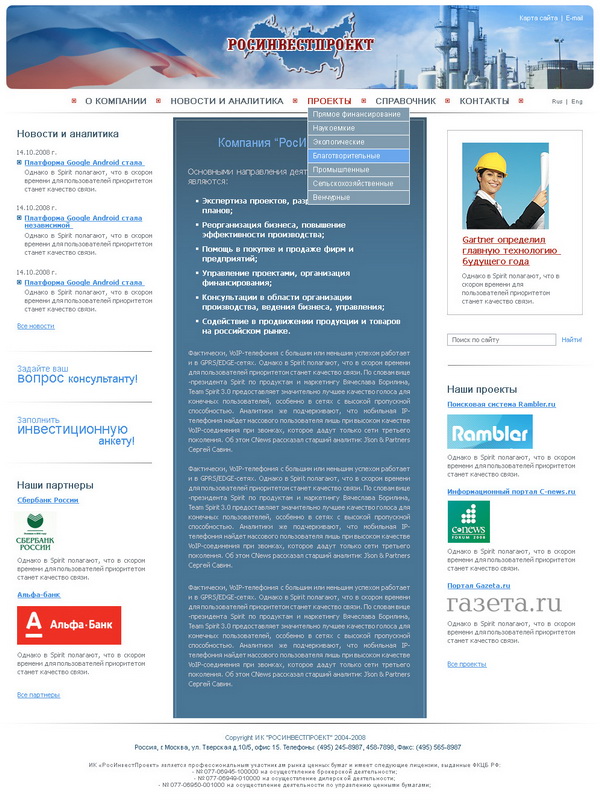 Карта сайта | E-mail
РОСИНВЕСТПРОЕКТ
О КОМПАНИИ НОВОСТИ И АНАЛИТИКА ПРОЕКТЫ СПРАВОЧНИК КОНТАКТЫ Rus | Eng
Прямое финансирование
Наукоемкие
Экологические
Благотворительные
Промышленные
Сельскохозяйственные
Венчурные
Новости и аналитика
14.10.2008 г.
Платформа Google Android стала
Однако в Spirit полагают, что в скором
времени для пользователей приоритетом
станет качество связи.
14.10.2008 г.
Платформа Google Android стала
независимой
Однако в Spirit полагают, что в скором
времени для пользователей приоритетом
станет качество связи.
14.10.2008 г.
Платформа Google Android стала
Однако в Spirit полагают, что в скором
времени для пользователей приоритетом
станет качество связи.
Все новости
Задайте ваш
ВОПРОС консультанту!
Заполнить
ИНВЕСТИЦИОННУЮ
анкету!
Наши партнеры
Сбербанк России
СБЕРБАНК
РОССИИ
Однако в Spirit полагают, что в скором
времени для пользователей приоритетом
станет качество связи.
Альфа-банк
Альфа·Банк
Однако в Spirit полагают, что в скором
времени для пользователей приоритетом
станет качество связи.
Все партнеры
Компания "РосИ
Основными направления деят
являются:
Экспертиза проектов, раз
планов;
Реорганизация бизнеса, повышение
эффективности производства;
Помощь в покупке и продаже фирм и
предприятий;
Управление проектами, организация
финансирования;
Консультации в области организации
производства, ведения бизнеса, управления;
Содействие в продвижении продукции и товаров
на российском рынке.
Фактически, VoIP-телефония с большим или меньшим успехом работает
и в GPRS/EDGE-сетях. Однако в Spirit полагают, что в скором времени
для пользователей приоритетом станет качество связи. По словам вице
-президента Spirit по продуктам и маркетингу Вячеслава Борилина,
Team Spirit 3.0 предоставляет значительно лучшее качество голоса для
конечных пользователей, особенно в сетях с высокой пропускной
способностью. Аналитики же подчеркивают, что мобильная IP-
телефония найдет массового пользователя лишь при высоком качестве
VoIP-соединения при звонках, которое дадут только сети третьего
поколения. Об этом CNews рассказал старший аналитик J'son & Partners
Сергей Савин.
Фактически, VoIP-телефония с большим или меньшим успехом работает
и в GPRS/EDGE-сетях. Однако в Spirit полагают, что в скором времени
для пользователей приоритетом станет качество связи. По словам вице
-президента Spirit по продуктам и маркетингу Вячеслава Борилина,
Team Spirit 3.0 предоставляет значительно лучшее качество голоса для
конечных пользователей, особенно в сетях с высокой пропускной
способностью. Аналитики же подчеркивают, что мобильная IP-
телефония найдет массового пользователя лишь при высоком качестве
VoIP-соединения при звонках, которое дадут только сети третьего
поколения. Об этом CNews рассказал старший аналитик J'son & Partners
Сергей Савин.
Фактически, VoIP-телефония с большим или меньшим успехом работает
и в GPRS/EDGE-сетях. Однако в Spirit полагают, что в скором времени
для пользователей приоритетом станет качество связи. По словам вице
-президента Spirit по продуктам и маркетингу Вячеслава Борилина,
Team Spirit 3.0 предоставляет значительно лучшее качество голоса для
конечных пользователей, особенно в сетях с высокой пропускной
способностью. Аналитики же подчеркивают, что мобильная IP-
телефония найдет массового пользователя лишь при высоком качестве
VoIP-соединения при звонках, которое дадут только сети третьего
поколения. Об этом CNews рассказал старший аналитик J'son & Partners
Сергей Савин.
Gartner определил
главную технологию
будущего года
Однако в Spirit полагают, что в
скором времени для
пользователей приоритетом
станет качество связи.
Поиск по сайту Найти!
Наши проекты
Поисковая система Rambler.ru
Rambler
Однако в Spirit полагают, что в скором
времени для пользователей приоритетом
станет качество связи.
Информационный портал C-news.ru
c·news
FORUM 2008
Однако в Spirit полагают, что в скором
времени для пользователей приоритетом
станет качество связи.
Портал Gazeta.ru
газета.ru
Однако в Spirit полагают, что в скором
времени для пользователей приоритетом
станет качество связи.
Все проекты
Copyright ИК "РОСИНВЕСТПРОЕКТ" 2004-2008
Россия, г.Москва, ул. Тверская д.10/5, офис 15. Телефоны: (495) 245-8987, 458-7898, Факс: (495) 565-8987
ИК «РосИнвестПроект» является профессиональным участникам рынка ценных бумаг и имеет следующие лицензии, выданные ФКЦБ РФ:
- № 077-06945-100000 на осуществление брокерской деятельности;
- № 077-06949-010000 на осуществление дилерской деятельности;
- № 077-06950-001000 на осуществление деятельности по управлению ценными бумагами;